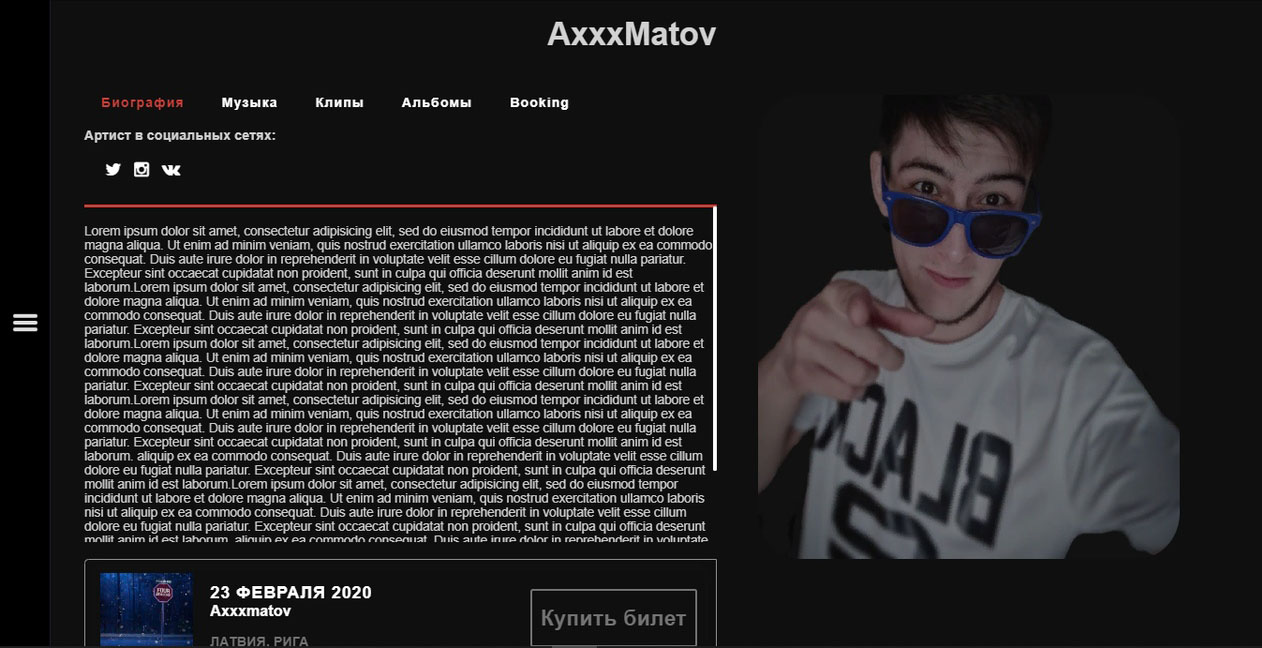 AxxxMatov
Биография Музыка Клипы Альбомы Booking
Артист в социальных сетях:
Lorem ipsum dolor sit amet, consectetur adipisicing elit, sed do eiusmod tempor incididunt ut labore et dolore
magna aliqua. Ut enim ad minim veniam, quis nostrud exercitation ullamco laboris nisi ut aliquip ex ea commodo
consequat. Duis aute irure dolor in reprehenderit in voluptate velit esse cillum dolore eu fugiat nulla pariatur.
Excepteur sint occaecat cupidatat non proident, sunt in culpa qui officia deserunt mollit anim id est
laborum.Lorem ipsum dolor sit amet, consectetur adipisicing elit, sed do eiusmod tempor incididunt ut labore et
dolore magna aliqua. Ut enim ad minim veniam, quis nostrud exercitation ullamco laboris nisi ut aliquip ex ea
commodo consequat. Duis aute irure dolor in reprehenderit in voluptate velit esse cillum dolore eu fugiat nulla
pariatur. Excepteur sint occaecat cupidatat non proident, sunt in culpa qui officia deserunt mollit anim id est
laborum.Lorem ipsum dolor sit amet, consectetur adipisicing elit, sed do eiusmod tempor incididunt ut labore et
dolore magna aliqua. Ut enim ad minim veniam, quis nostrud exercitation ullamco laboris nisi ut aliquip ex ea
commodo consequat. Duis aute irure dolor in reprehenderit in voluptate velit esse cillum dolore eu fugiat nulla
pariatur. Excepteur sint occaecat cupidatat non proident, sunt in culpa qui officia deserunt mollit anim id est
laborum.Lorem ipsum dolor sit amet, consectetur adipisicing elit, sed do eiusmod tempor incididunt ut labore et
dolore magna aliqua. Ut enim ad minim veniam, quis nostrud exercitation ullamco laboris nisi ut aliquip ex ea
commodo consequat. Duis aute irure dolor in reprehenderit in voluptate velit esse cillum dolore eu fugiat nulla
pariatur. Excepteur sint occaecat cupidatat non proident, sunt in culpa qui officia deserunt mollit anim id est
laborum. aliquip ex ea commodo consequat. Duis aute irure dolor in reprehenderit in voluptate velit esse cillum
dolore eu fugiat nulla pariatur. Excepteur sint occaecat cupidatat non proident, sunt in culpa qui officia deserunt
mollit anim id est laborum.Lorem ipsum dolor sit amet, consectetur adipisicing elit, sed do eiusmod tempor
incididunt ut labore et dolore magna aliqua. Ut enim ad minim veniam, quis nostrud exercitation ullamco laboris
nisi ut aliquip ex ea commodo consequat. Duis aute irure dolor in reprehenderit in voluptate velit esse cillum
dolore eu fugiat nulla pariatur. Excepteur sint occaecat cupidatat non proident, sunt in culpa qui officia deserunt
mollit anim id est laborum. aliquip ex ea commodo consequat. Duis aute irure dolor in reprehenderit in voluptate
23 ФЕВРАЛЯ 2020
Axxxmatov
ЛАТВИЯ, РИГА
Купить билет
BLACK